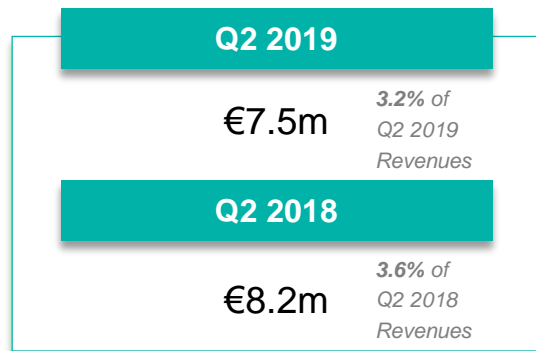 Q2 2019
€7.5m
3.2% of
Q2 2019
Revenues
Q2 2018
€8.2m
3.6% of
Q2 2018
Revenues